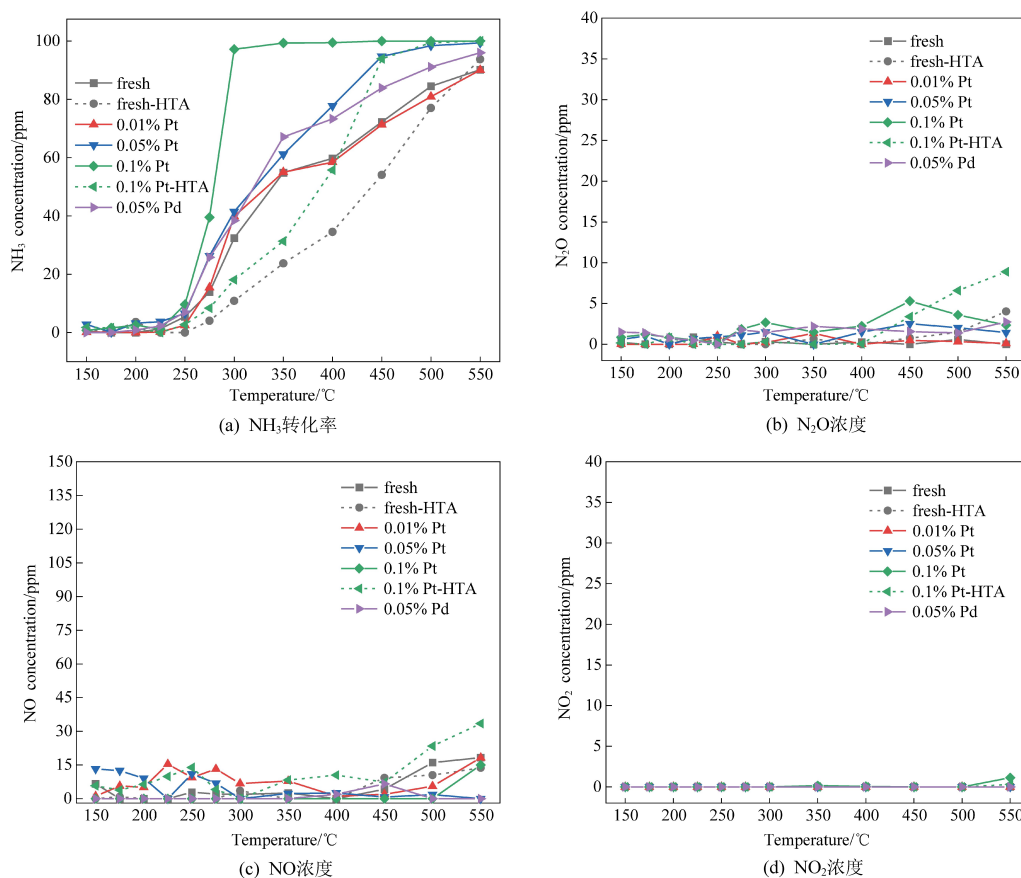 100
80
60
40
20
0
NH₃ concentration/ppm
fresh
fresh-HTA
0.01% Pt
0.05% Pt
0.1% Pt
0.1% Pt-HTA
0.05% Pd
150 200 250 300 350 400 450 500 550
Temperature/℃
(a) NH₃转化率
40
35
30
25
20
15
10
5
0
N₂O concentration/ppm
fresh
fresh-HTA
0.01% Pt
0.05% Pt
0.1% Pt
0.1% Pt-HTA
0.05% Pd
150 200 250 300 350 400 450 500 550
Temperature/℃
(b) N₂O浓度
150
135
120
105
90
75
60
45
30
15
0
NO concentration/ppm
fresh
fresh-HTA
0.01% Pt
0.05% Pt
0.1% Pt
0.1% Pt-HTA
0.05% Pd
150 200 250 300 350 400 450 500 550
Temperature/℃
(c) NO浓度
40
35
30
25
20
15
10
5
0
NO₂ concentration/ppm
fresh
fresh-HTA
0.01% Pt
0.05% Pt
0.1% Pt
0.1% Pt-HTA
0.05% Pd
150 200 250 300 350 400 450 500 550
Temperature/℃
(d) NO₂浓度